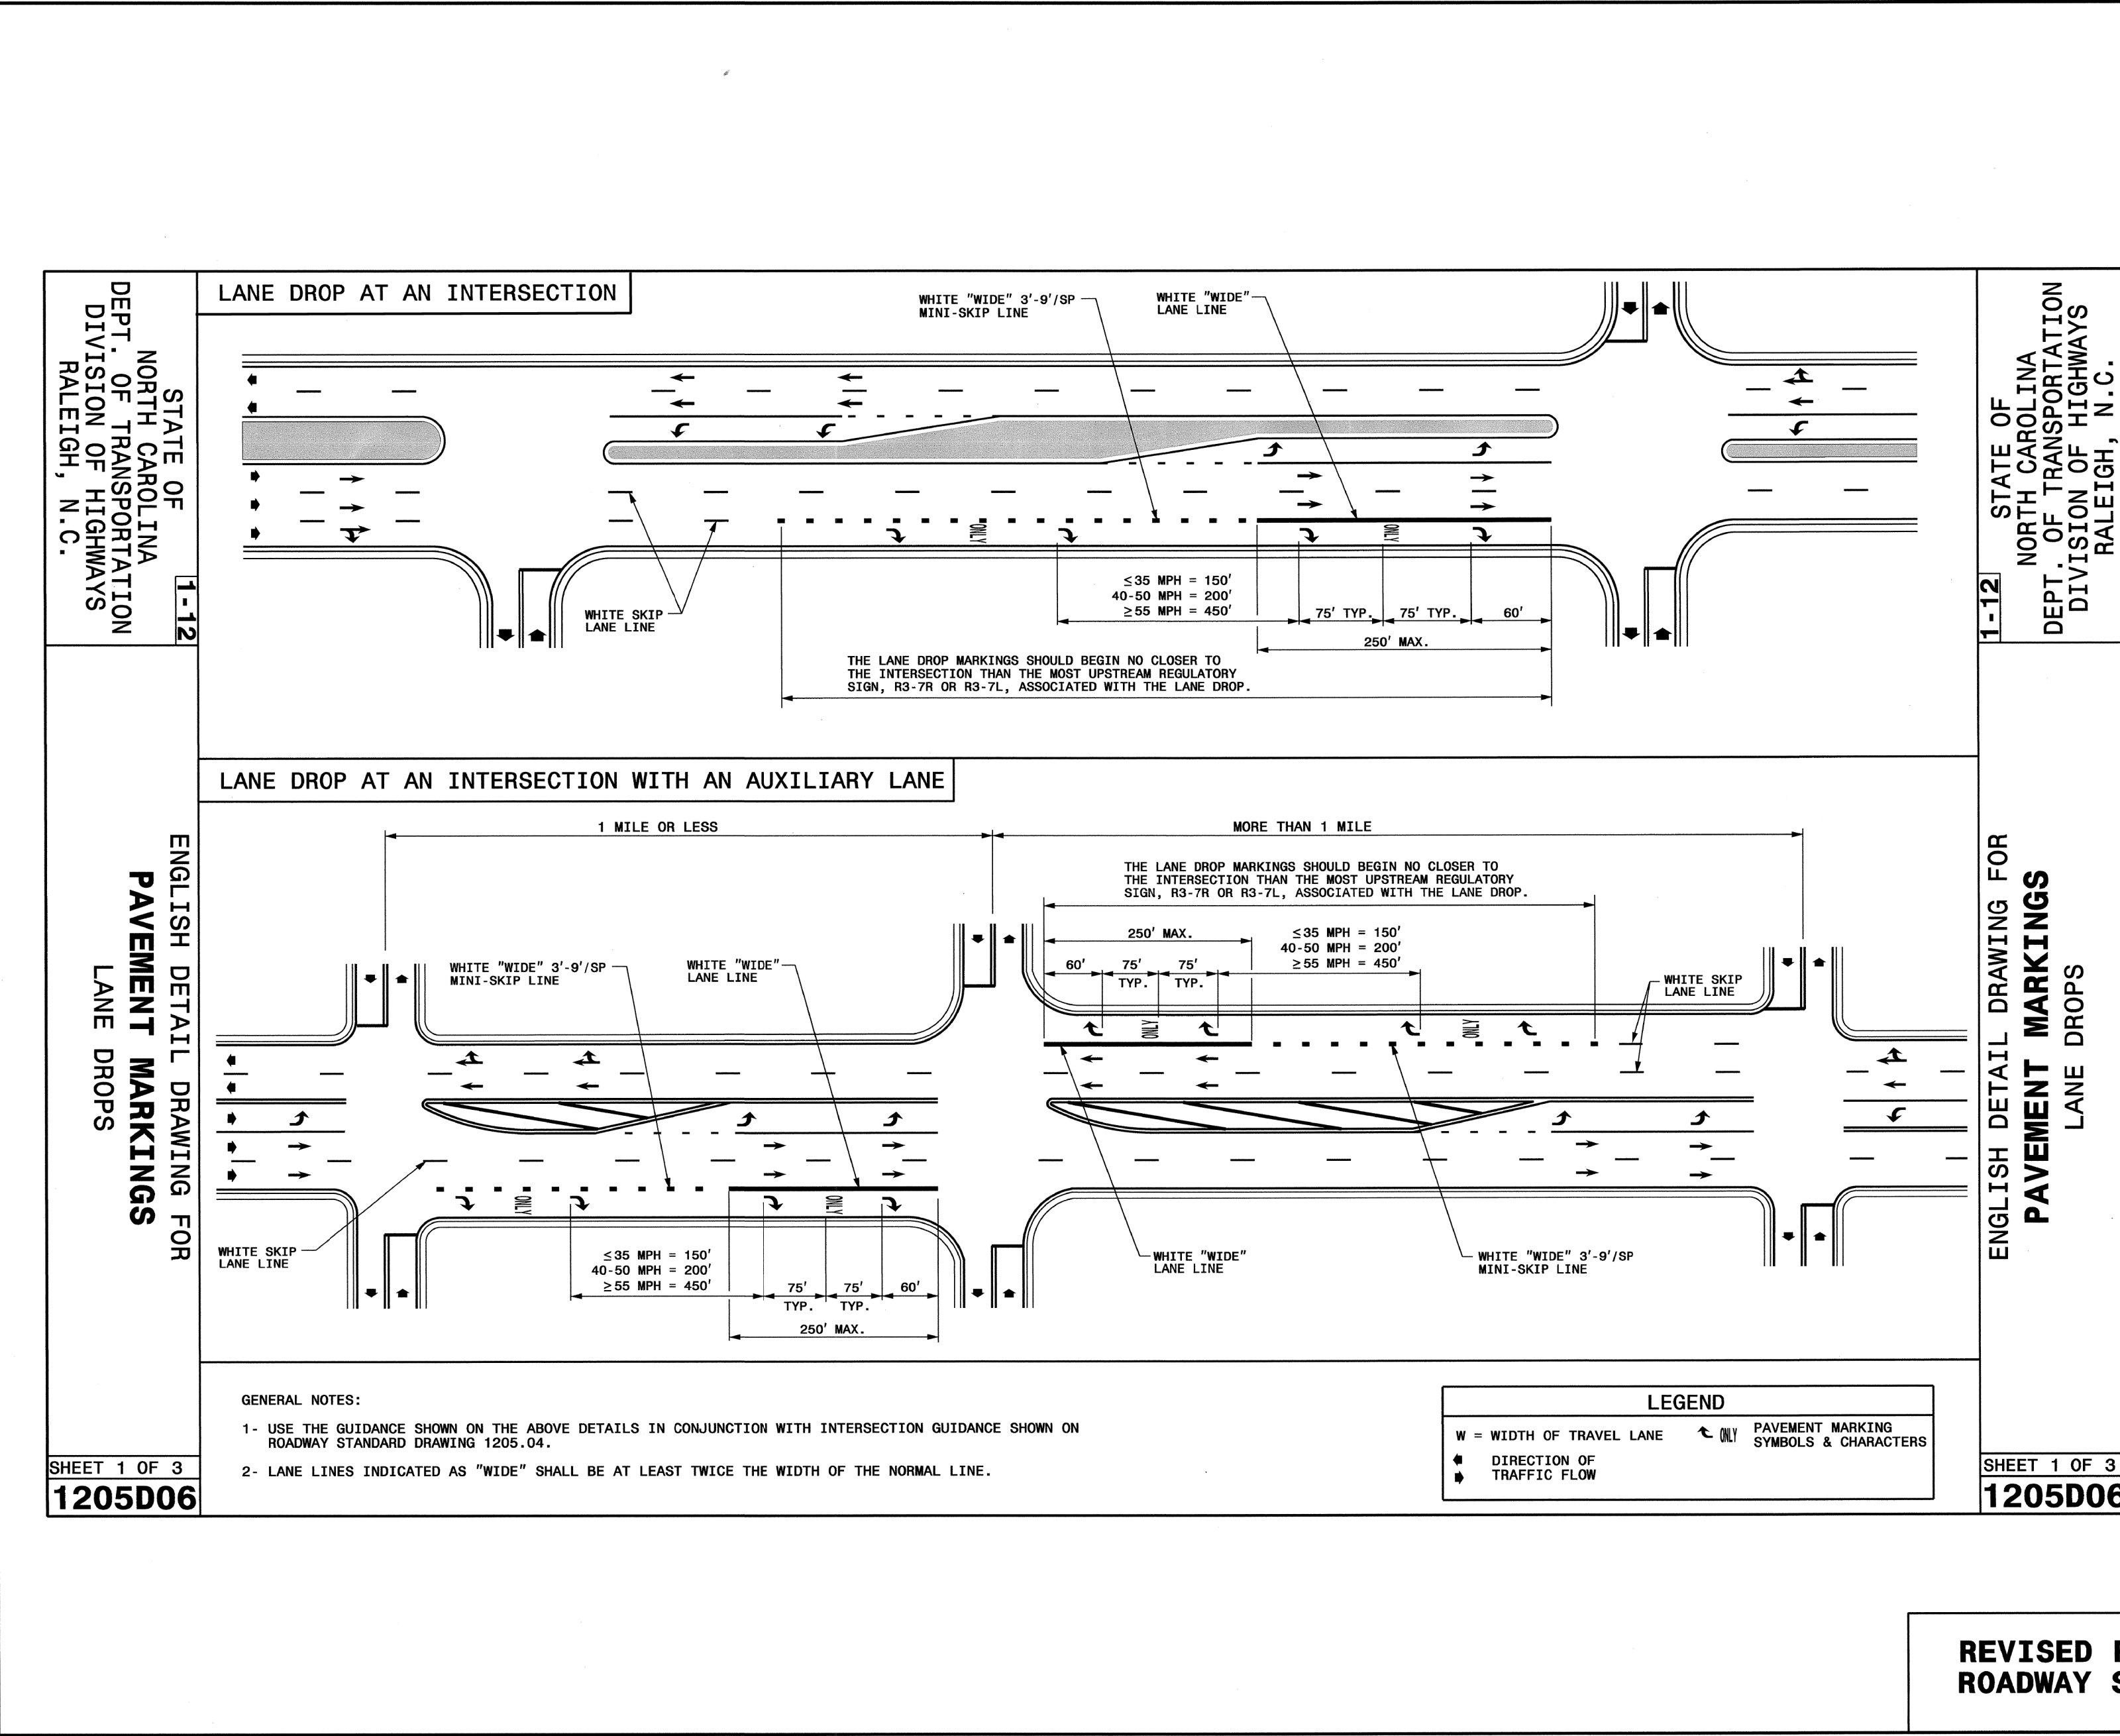 STATE OF
NORTH CAROLINA
DEPT. OF TRANSPORTATION
DIVISION OF HIGHWAYS
RALEIGH, N.C.
1-12
ENGLISH DETAIL DRAWING FOR
PAVEMENT MARKINGS
LANE DROPS
SHEET 1 OF 3
1205D06
LANE DROP AT AN INTERSECTION
WHITE "WIDE" 3'-9'/SP
MINI-SKIP LINE
WHITE "WIDE"
LANE LINE
ONLY
ONLY
WHITE SKIP
LANE LINE
≤35 MPH = 150'
40-50 MPH = 200'
≥55 MPH = 450'
75' TYP.
75' TYP.
60'
250' MAX.
THE LANE DROP MARKINGS SHOULD BEGIN NO CLOSER TO
THE INTERSECTION THAN THE MOST UPSTREAM REGULATORY
SIGN, R3-7R OR R3-7L, ASSOCIATED WITH THE LANE DROP.
LANE DROP AT AN INTERSECTION WITH AN AUXILIARY LANE
1 MILE OR LESS
MORE THAN 1 MILE
THE LANE DROP MARKINGS SHOULD BEGIN NO CLOSER TO
THE INTERSECTION THAN THE MOST UPSTREAM REGULATORY
SIGN, R3-7R OR R3-7L, ASSOCIATED WITH THE LANE DROP.
250' MAX.
≤35 MPH = 150'
40-50 MPH = 200'
≥55 MPH = 450'
60'
75'
TYP.
75'
TYP.
WHITE "WIDE" 3'-9'/SP
MINI-SKIP LINE
WHITE "WIDE"
LANE LINE
WHITE SKIP
LANE LINE
ONLY
ONLY
ONLY
ONLY
WHITE SKIP
LANE LINE
≤35 MPH = 150'
40-50 MPH = 200'
≥55 MPH = 450'
75'
TYP.
75'
TYP.
60'
250' MAX.
WHITE "WIDE"
LANE LINE
WHITE "WIDE" 3'-9'/SP
MINI-SKIP LINE
GENERAL NOTES:
1- USE THE GUIDANCE SHOWN ON THE ABOVE DETAILS IN CONJUNCTION WITH INTERSECTION GUIDANCE SHOWN ON
ROADWAY STANDARD DRAWING 1205.04.
2- LANE LINES INDICATED AS "WIDE" SHALL BE AT LEAST TWICE THE WIDTH OF THE NORMAL LINE.
LEGEND
W = WIDTH OF TRAVEL LANE
ONLY PAVEMENT MARKING
SYMBOLS & CHARACTERS
DIRECTION OF
TRAFFIC FLOW
STATE OF
NORTH CAROLINA
DEPT. OF TRANSPORTATION
DIVISION OF HIGHWAYS
RALEIGH, N.C.
1-12
ENGLISH DETAIL DRAWING FOR
PAVEMENT MARKINGS
LANE DROPS
SHEET 1 OF 3
1205D06
REVISED
ROADWAY